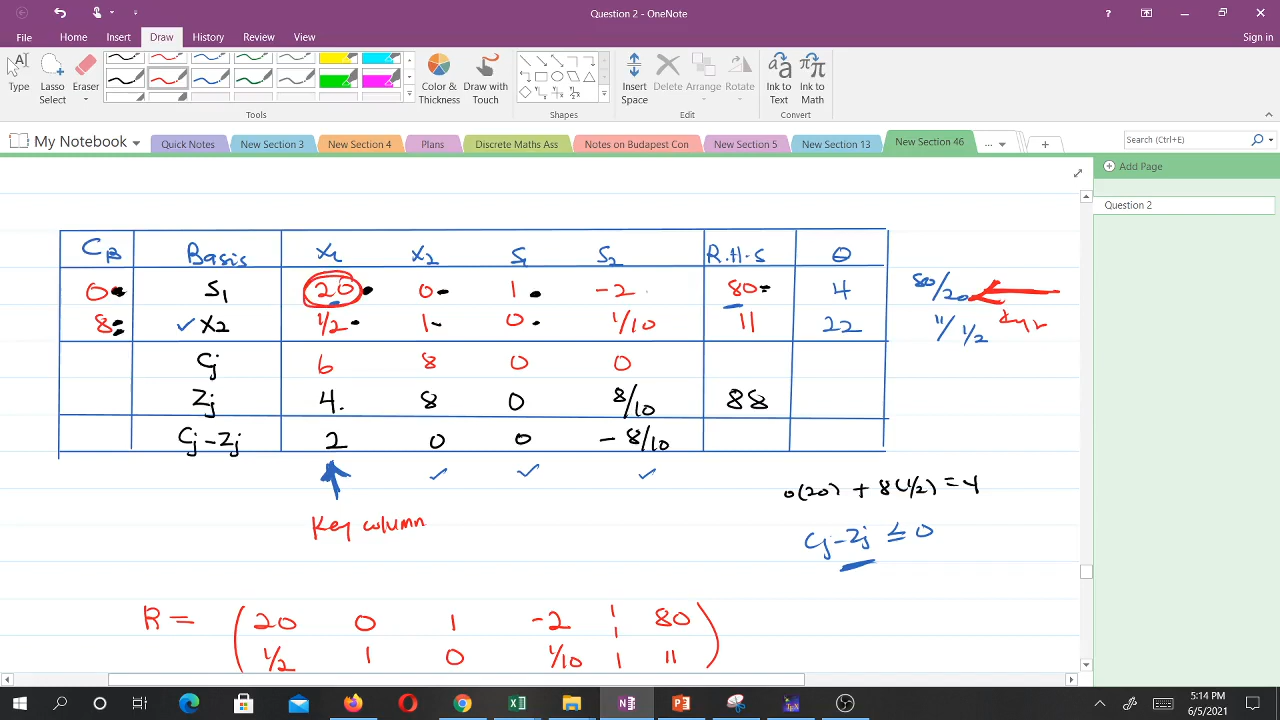 Question 2 - OneNote
File Home Insert Draw History Review View Sign in
Type Lasso Select Eraser Color & Thickness Draw with Touch Insert Space Delete Arrange Rotate Ink to Text Ink to Math
Tools Shapes Edit Convert
My Notebook Quick Notes New Section 3 New Section 4 Plans Discrete Maths Ass Notes on Budapest Con New Section 5 New Section 13 New Section 46 ... Search (Ctrl+E)
Add Page
Question 2
CB Basis x1 x2 S1 S2 R.H.S θ
0 S1 20 0 1 -2 80 4 80/20
8 ✓ x2 1/2 1 0 1/10 11 22 11/ 1/2
Cj 6 8 0 0
Zj 4. 8 0 8/10 88
Cj-Zj 2 0 0 - 8/10
✓ ✓ ✓
0(20) + 8(1/2) = 4
Key column
Cj-Zj ≤ 0
R = ( 20 0 1 -2 | 80 )
1/2 1 0 1/10 | 11
5:14 PM
6/5/2021